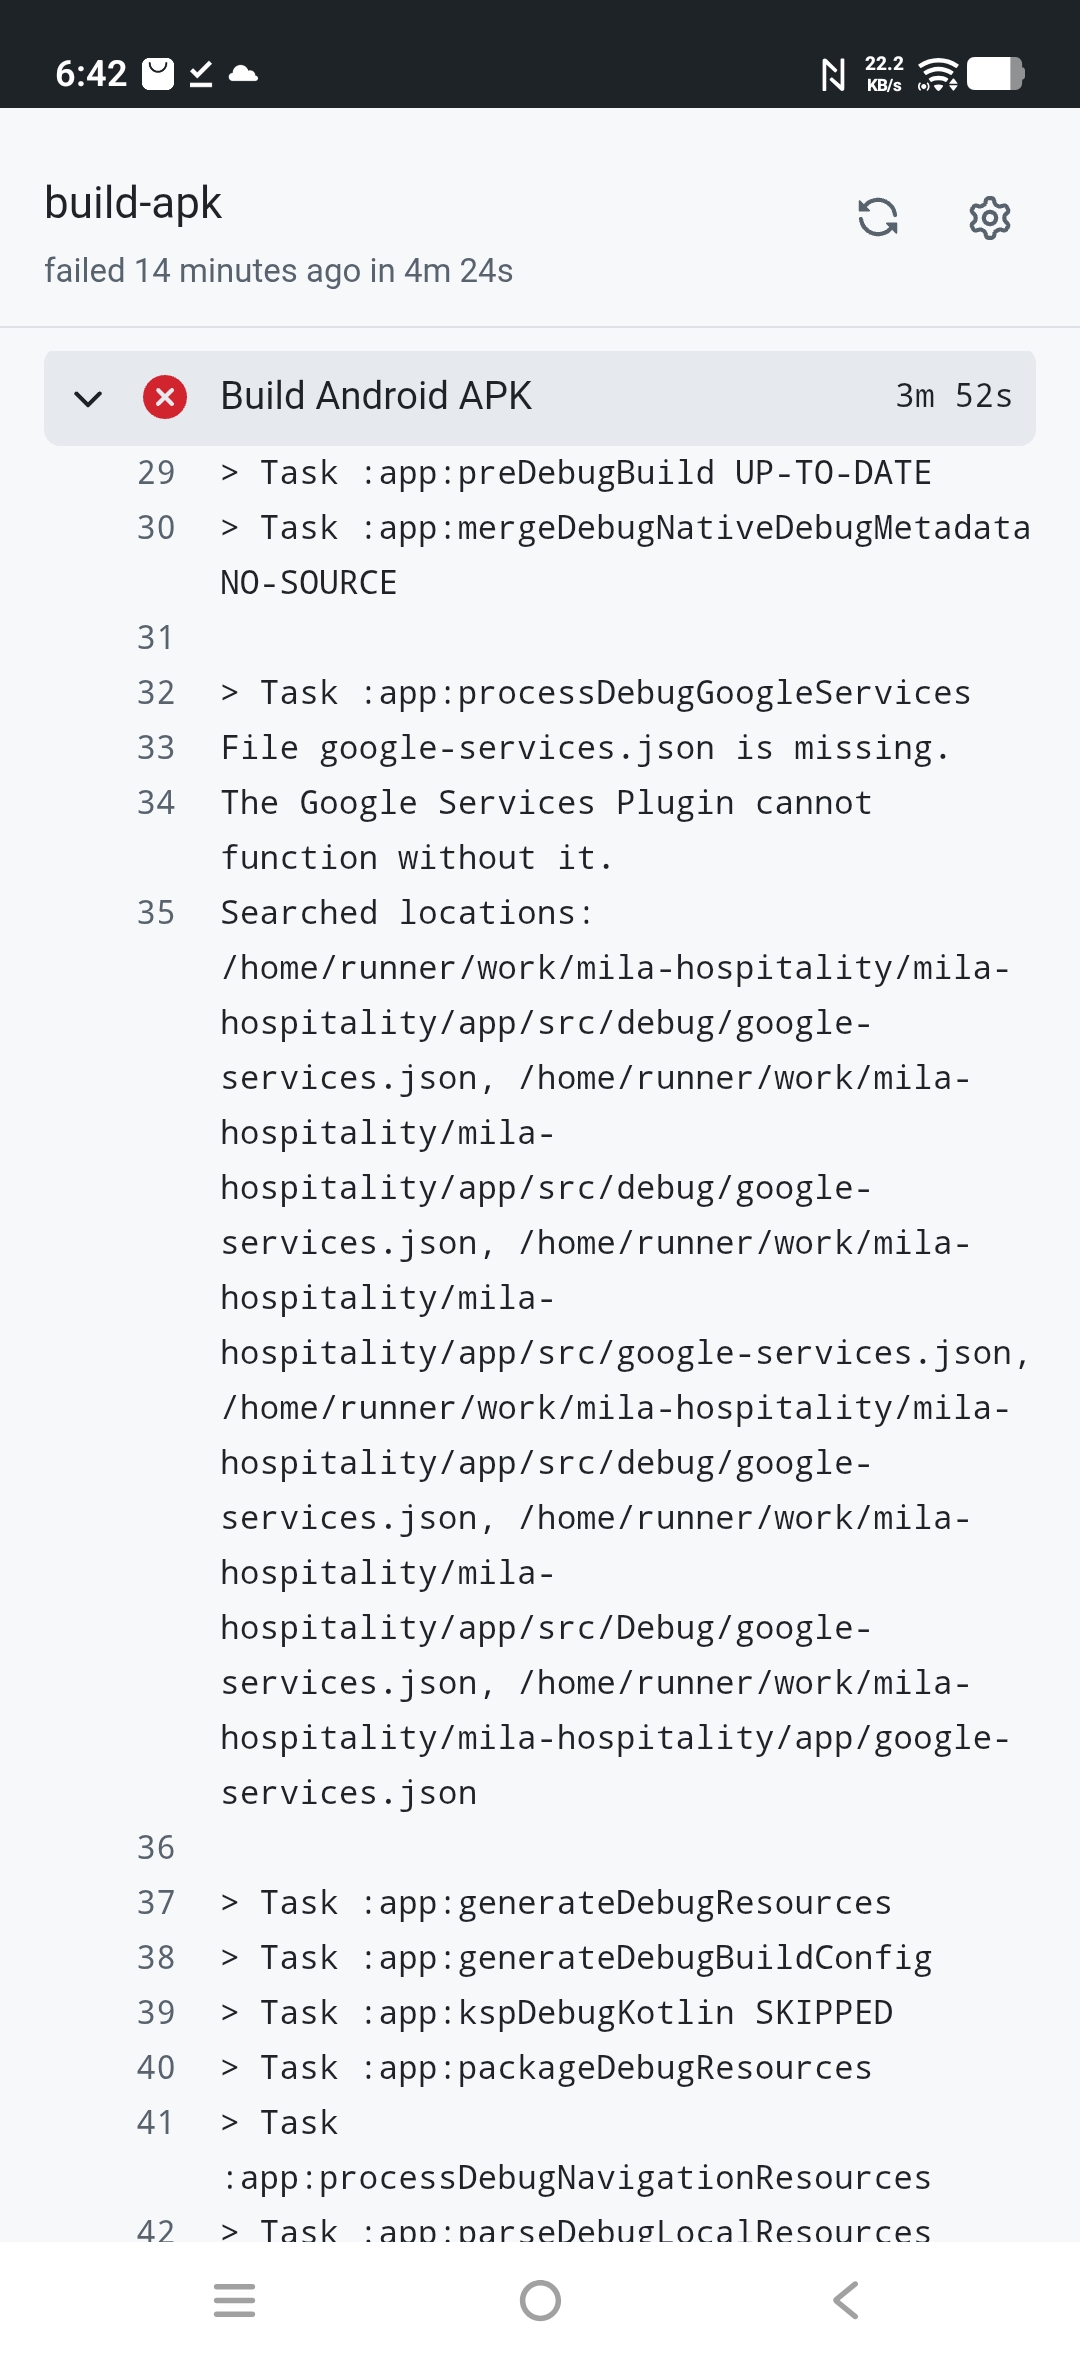 6:42
22.2
KB/s
build-apk
failed 14 minutes ago in 4m 24s
Build Android APK 3m 52s
29 > Task :app:preDebugBuild UP-TO-DATE
30 > Task :app:mergeDebugNativeDebugMetadata
NO-SOURCE
31
32 > Task :app:processDebugGoogleServices
33 File google-services.json is missing.
34 The Google Services Plugin cannot
function without it.
35 Searched locations:
/home/runner/work/mila-hospitality/mila-
hospitality/app/src/debug/google-
services.json, /home/runner/work/mila-
hospitality/mila-
hospitality/app/src/debug/google-
services.json, /home/runner/work/mila-
hospitality/mila-
hospitality/app/src/google-services.json,
/home/runner/work/mila-hospitality/mila-
hospitality/app/src/debug/google-
services.json, /home/runner/work/mila-
hospitality/mila-
hospitality/app/src/Debug/google-
services.json, /home/runner/work/mila-
hospitality/mila-hospitality/app/google-
services.json
36
37 > Task :app:generateDebugResources
38 > Task :app:generateDebugBuildConfig
39 > Task :app:kspDebugKotlin SKIPPED
40 > Task :app:packageDebugResources
41 > Task
:app:processDebugNavigationResources
42 > Task :app:parseDebugLocalResources